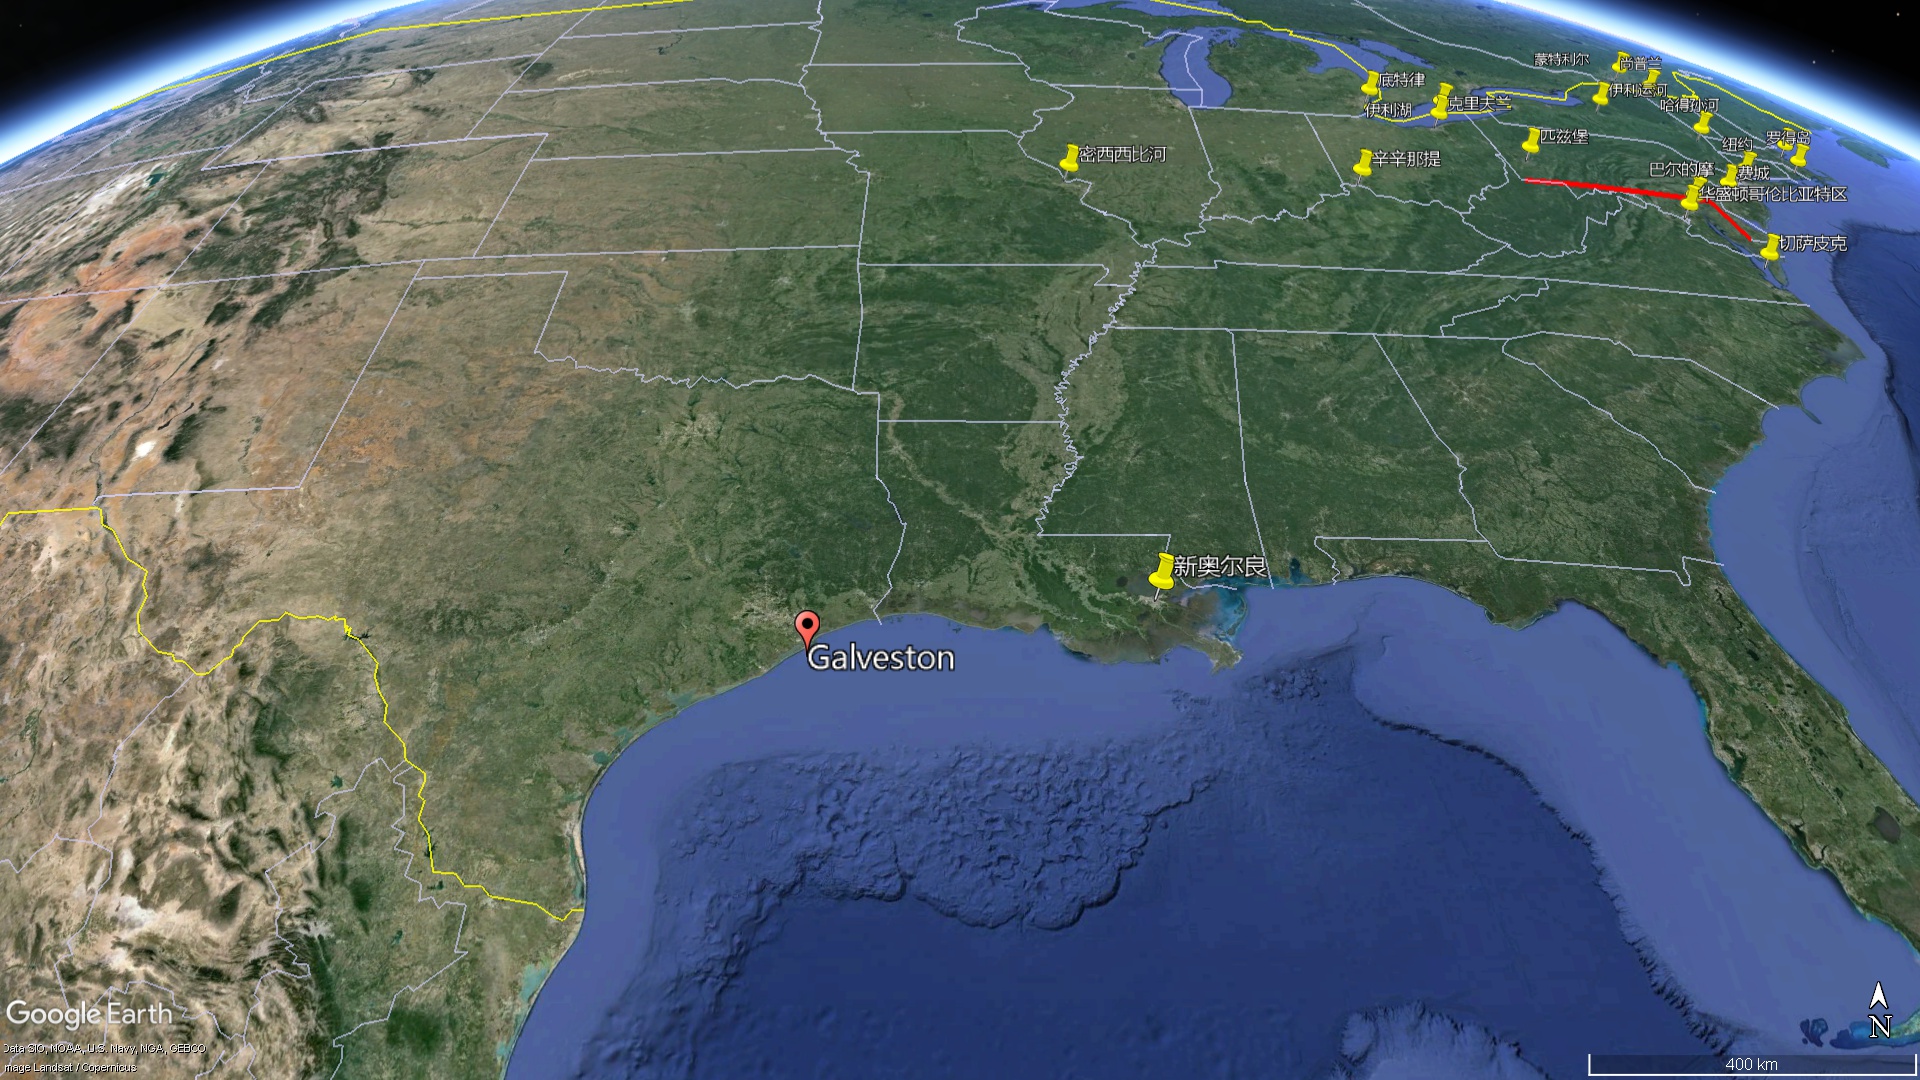 蒙特利尔
尚普兰
底特律
伊利运河
克里夫兰
哈得孙河
伊利湖
匹兹堡
罗得岛
纽约
密西西比河
辛辛那提
巴尔的摩
费城
华盛顿哥伦比亚特区
切萨皮克
新奥尔良
Galveston
Google Earth
Data SIO, NOAA, U.S. Navy, NGA, GEBCO
mage Landsat / Copernicus
N
400 km